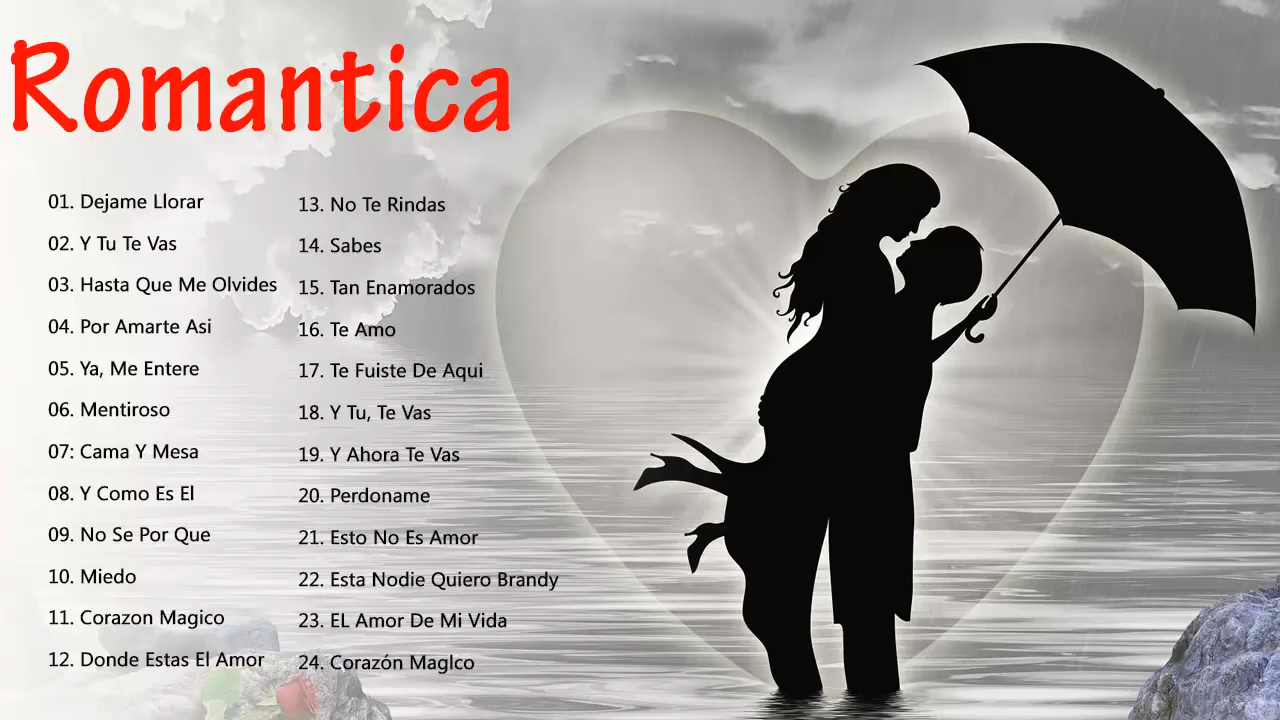 Romantica
01. Dejame Llorar
02. Y Tu Te Vas
03. Hasta Que Me Olvides
04. Por Amarte Asi
05. Ya, Me Entere
06. Mentiroso
07: Cama Y Mesa
08. Y Como Es El
09. No Se Por Que
10. Miedo
11. Corazon Magico
12. Donde Estas El Amor
13. No Te Rindas
14. Sabes
15. Tan Enamorados
16. Te Amo
17. Te Fuiste De Aqui
18. Y Tu, Te Vas
19. Y Ahora Te Vas
20. Perdoname
21. Esto No Es Amor
22. Esta Nodie Quiero Brandy
23. EL Amor De Mi Vida
24. Corazón Maglco